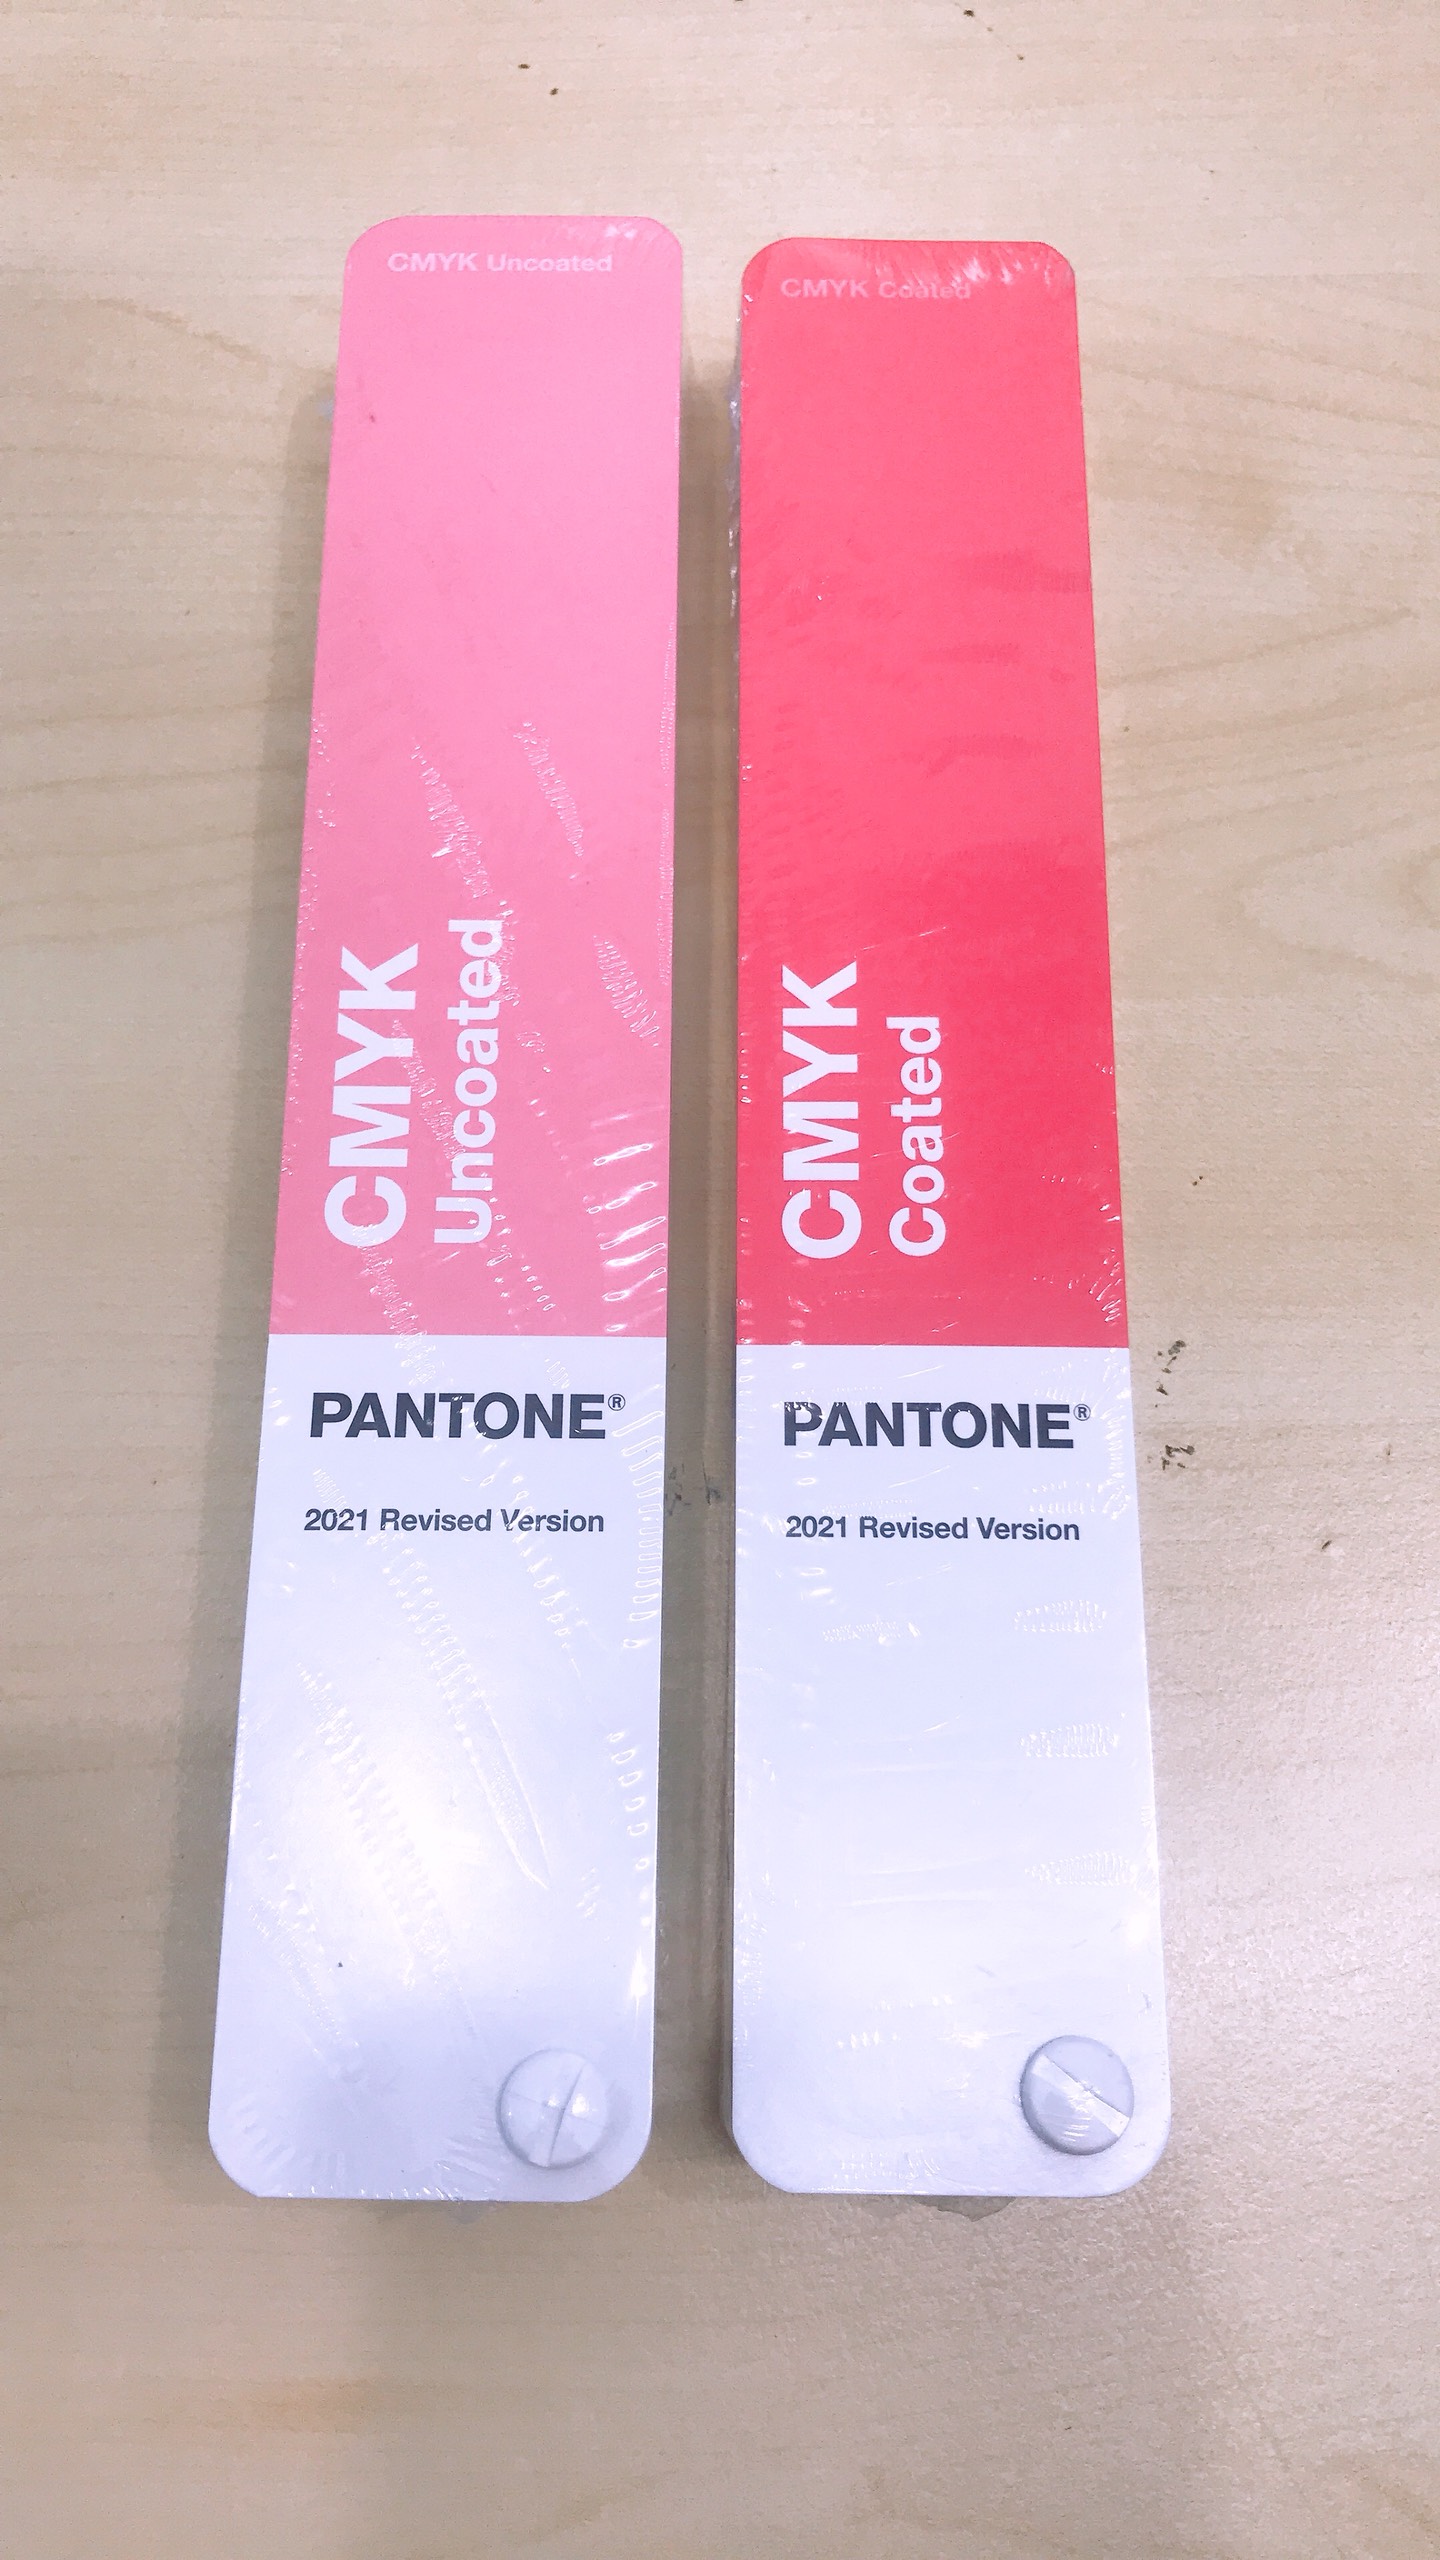 CMYK Uncoated
CMYK
Uncoated
PANTONE®
2021 Revised Version
CMYK Coated
CMYK
Coated
PANTONE®
2021 Revised Version